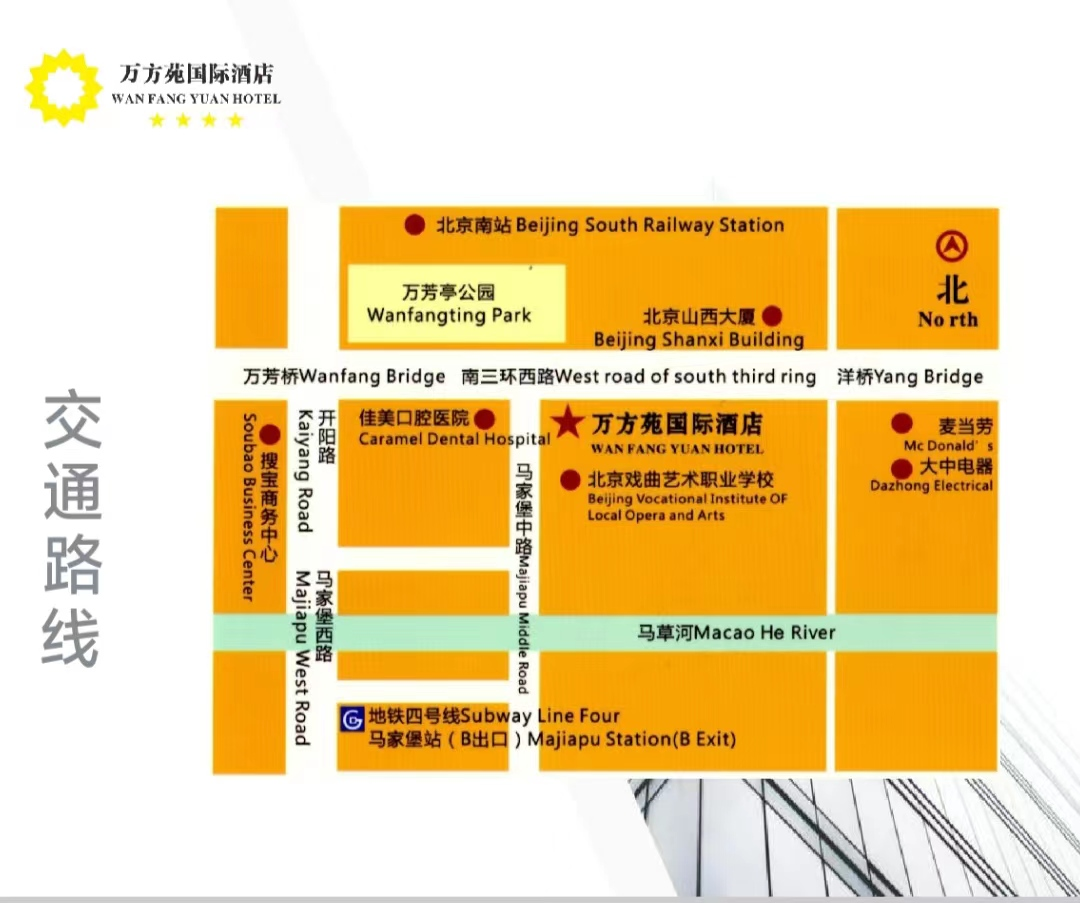 万方苑国际酒店
WAN FANG YUAN HOTEL
交通路线
北京南站 Beijing South Railway Station
万芳亭公园
Wanfangting Park
北京山西大厦
Beijing Shanxi Building
北
No rth
万芳桥Wanfang Bridge 南三环西路West road of south third ring 洋桥Yang Bridge
搜宝商务中心
Soubao Business Center
开阳路
Kaiyang Road
佳美口腔医院
Caramel Dental Hospital
万方苑国际酒店
WAN FANG YUAN HOTEL
北京戏曲艺术职业学校
Beijing Vocational Institute OF
Local Opera and Arts
麦当劳
Mc Donald's
大中电器
Dazhong Electrical
马家堡中路Majiapu Middle Road
马家堡西路
Majiapu West Road
马草河Macao He River
地铁四号线Subway Line Four
马家堡站（B出口）Majiapu Station(B Exit)